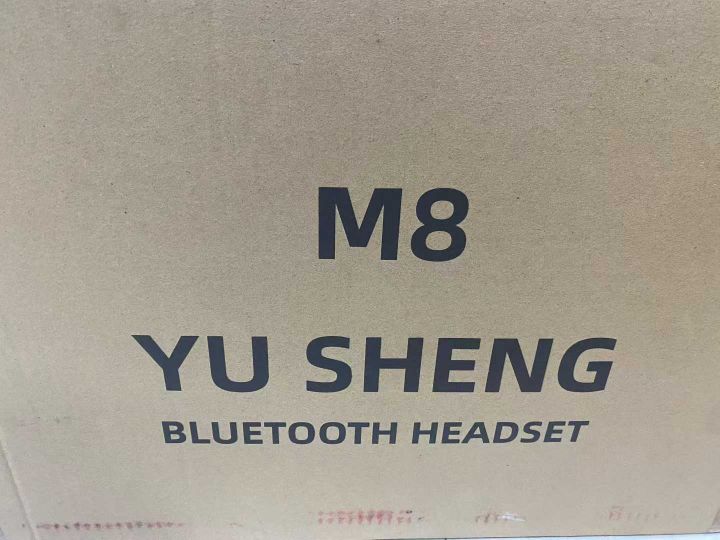 M8
YU SHENG
BLUETOOTH HEADSET